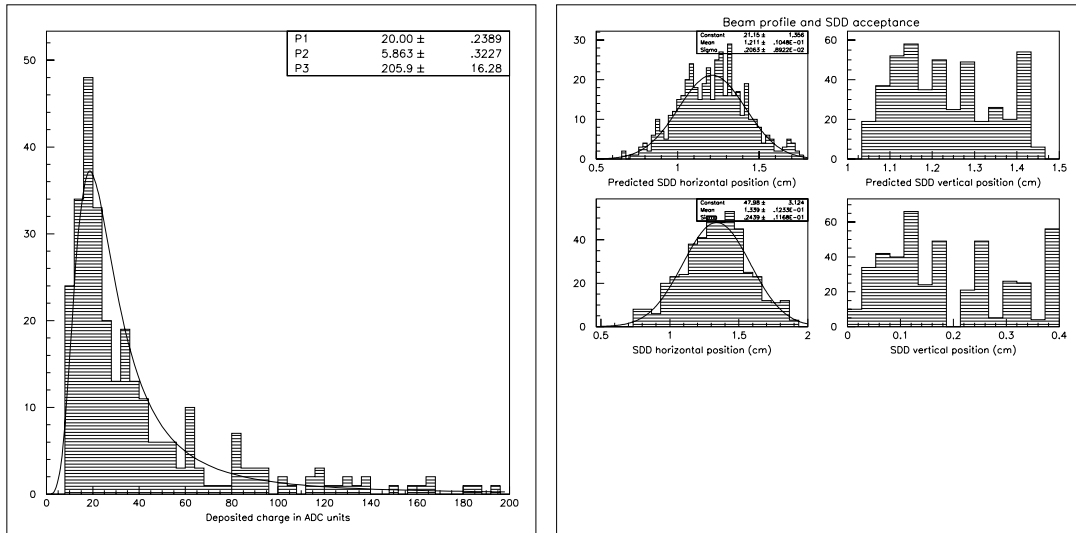 P1 20.00 ± .2389
P2 5.863 ± .3227
P3 205.9 ± 16.28
50
40
30
20
10
0
0 20 40 60 80 100 120 140 160 180 200
Deposited charge in ADC units
Beam profile and SDD acceptance
Constant 21.15 ± 1.356
Mean 1.211 ± .1048E-01
Sigma .2063 ± .8922E-02
30
20
10
0
0.5 1 1.5
Predicted SDD horizontal position (cm)
60
40
20
0
1 1.1 1.2 1.3 1.4 1.5
Predicted SDD vertical position (cm)
Constant 47.98 ± 3.124
Mean 1.339 ± .1233E-01
Sigma .2439 ± .1168E-01
40
20
0
0.5 1 1.5 2
SDD horizontal position (cm)
60
40
20
0
0 0.1 0.2 0.3 0.4
SDD vertical position (cm)